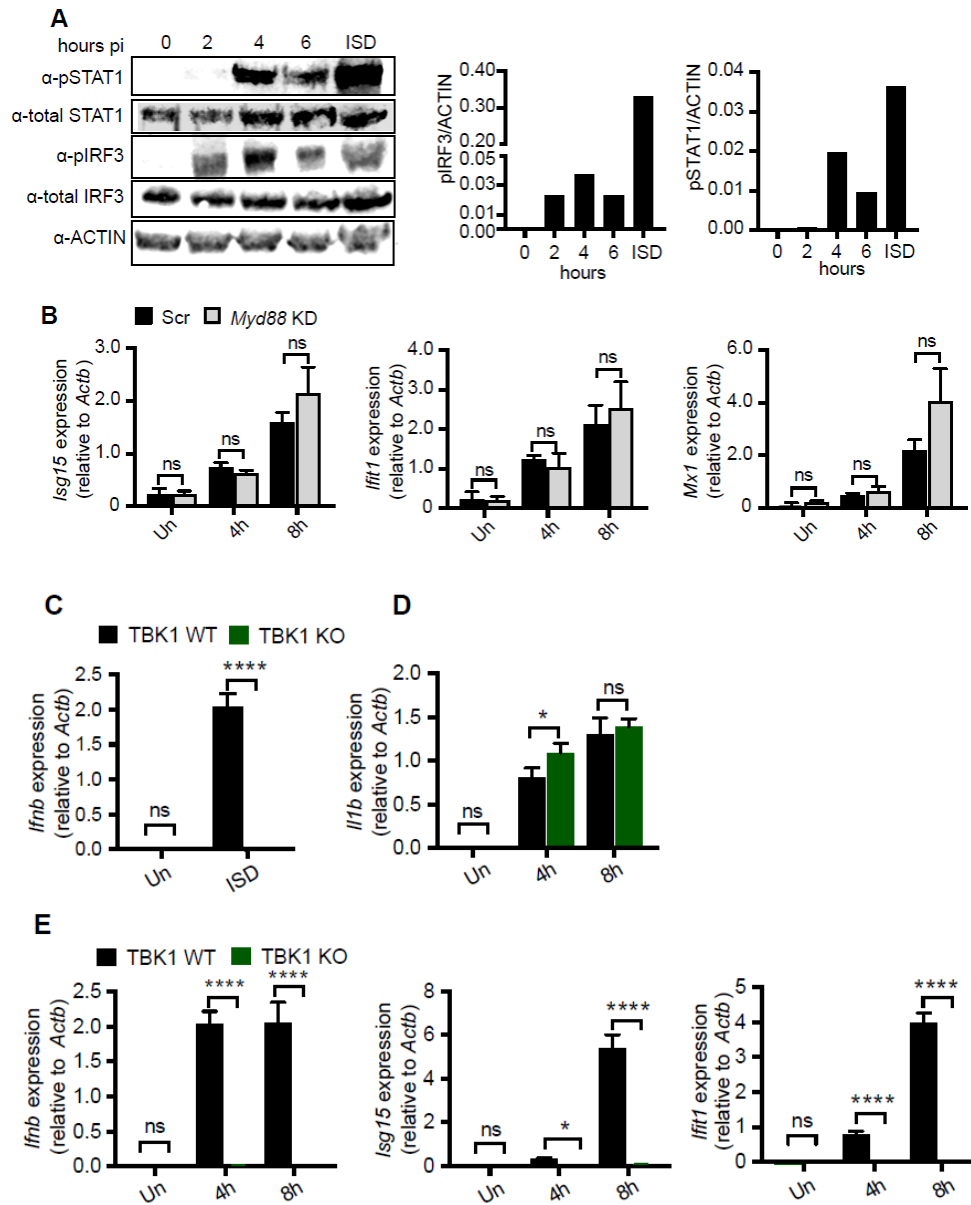 A
hours pi 0 2 4 6 ISD
α-pSTAT1
α-total STAT1
α-pIRF3
α-total IRF3
α-ACTIN
pIRF3/ACTIN
0.40
0.30
0.20
0.05
0.03
0.01
0.00
0 2 4 6 ISD
hours
pSTAT1/ACTIN
0.04
0.03
0.02
0.01
0.00
0 2 4 6 ISD
hours
B
Scr Myd88 KD
Isg15 expression
(relative to Actb)
3.0
2.0
1.0
0
ns
ns
ns
Un 4h 8h
Ifit1 expression
(relative to Actb)
4.0
3.0
2.0
1.0
0
ns
ns
ns
Un 4h 8h
Mx1 expression
(relative to Actb)
6.0
4.0
2.0
0
ns
ns
ns
Un 4h 8h
C
TBK1 WT TBK1 KO
Ifnb expression
(relative to Actb)
2.5
2.0
1.5
1.0
0.5
0.0
ns
****
Un ISD
D
Il1b expression
(relative to Actb)
2.0
1.5
1.0
0.5
0.0
ns
*
ns
Un 4h 8h
E
TBK1 WT TBK1 KO
Ifnb expression
(relative to Actb)
2.5
2.0
1.5
1.0
0.5
0.0
ns
****
****
Un 4h 8h
Isg15 expression
(relative to Actb)
8
6
4
2
0
ns
*
****
Un 4h 8h
Ifit1 expression
(relative to Actb)
5
4
3
2
1
0
ns
****
****
Un 4h 8h